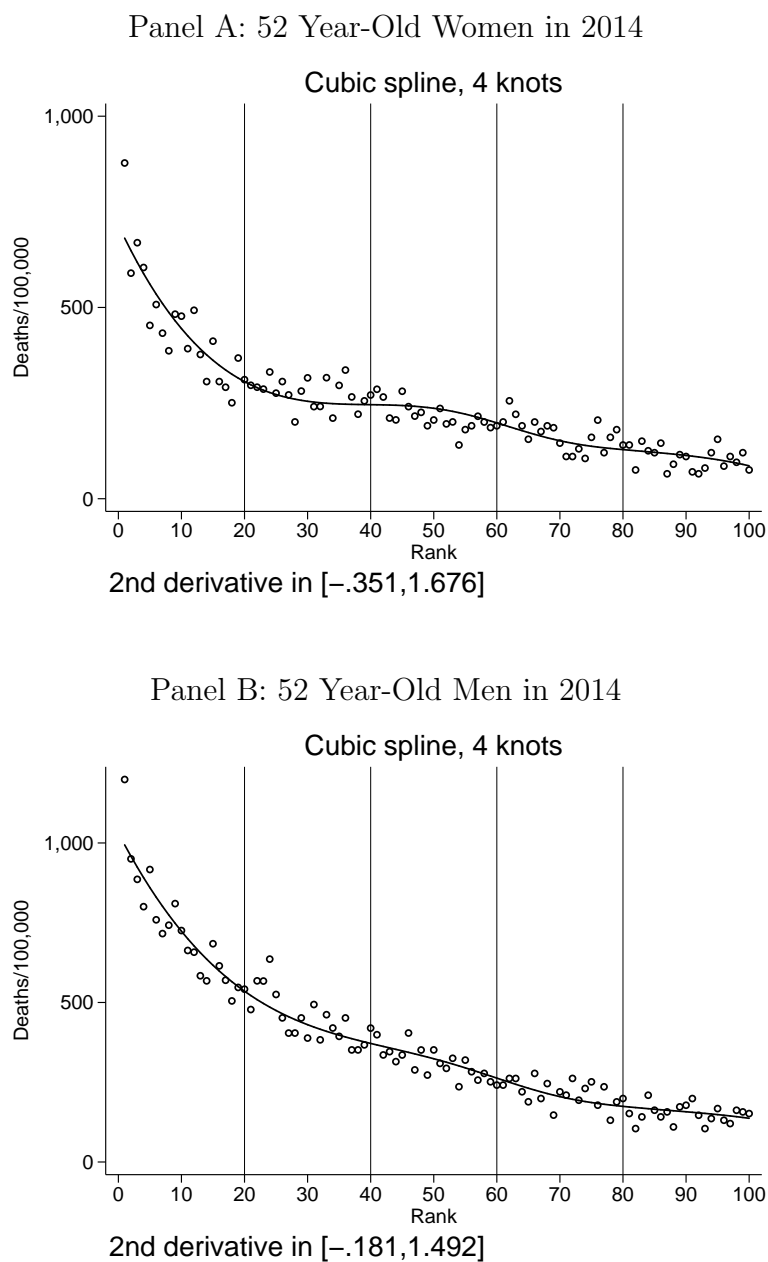 Panel A: 52 Year-Old Women in 2014
Cubic spline, 4 knots
1,000
500
0
Deaths/100,000
0 10 20 30 40 50 60 70 80 90 100
Rank
2nd derivative in [−.351,1.676]
Panel B: 52 Year-Old Men in 2014
Cubic spline, 4 knots
1,000
500
0
Deaths/100,000
0 10 20 30 40 50 60 70 80 90 100
Rank
2nd derivative in [−.181,1.492]